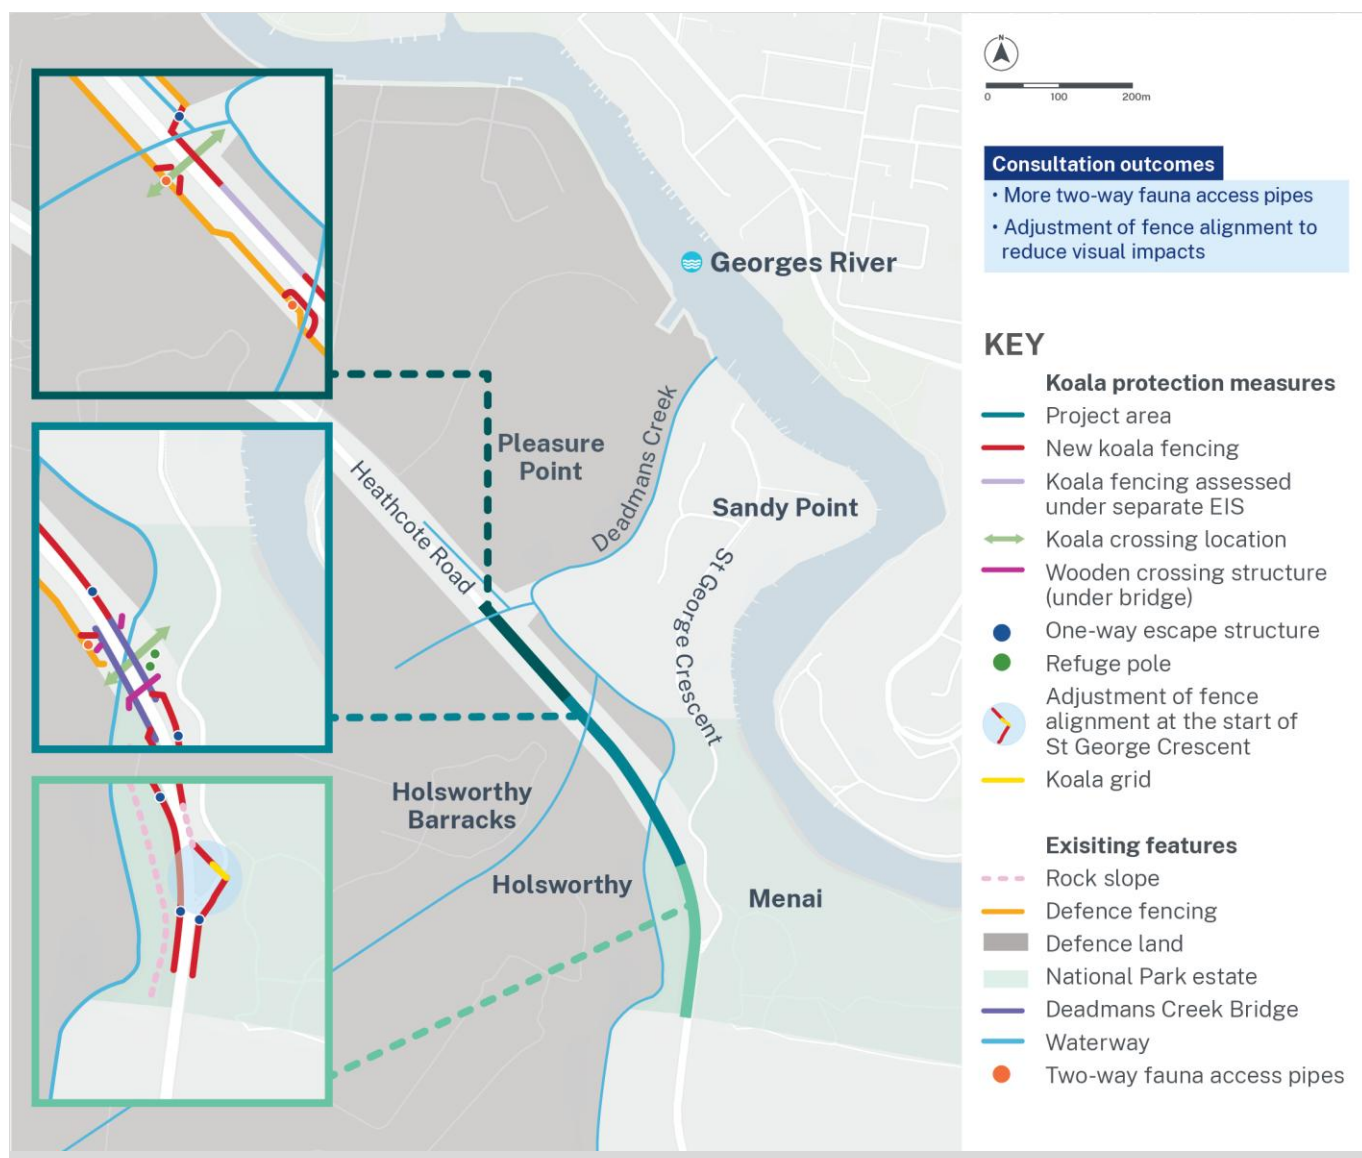 N
0 100 200m
Consultation outcomes
• More two-way fauna access pipes
• Adjustment of fence alignment to
reduce visual impacts
Georges River
Pleasure
Point
Deadmans Creek
Heathcote Road
Sandy Point
St George Crescent
Holsworthy
Barracks
Holsworthy
Menai
KEY
Koala protection measures
Project area
New koala fencing
Koala fencing assessed
under separate EIS
Koala crossing location
Wooden crossing structure
(under bridge)
One-way escape structure
Refuge pole
Adjustment of fence
alignment at the start of
St George Crescent
Koala grid
Exisiting features
Rock slope
Defence fencing
Defence land
National Park estate
Deadmans Creek Bridge
Waterway
Two-way fauna access pipes